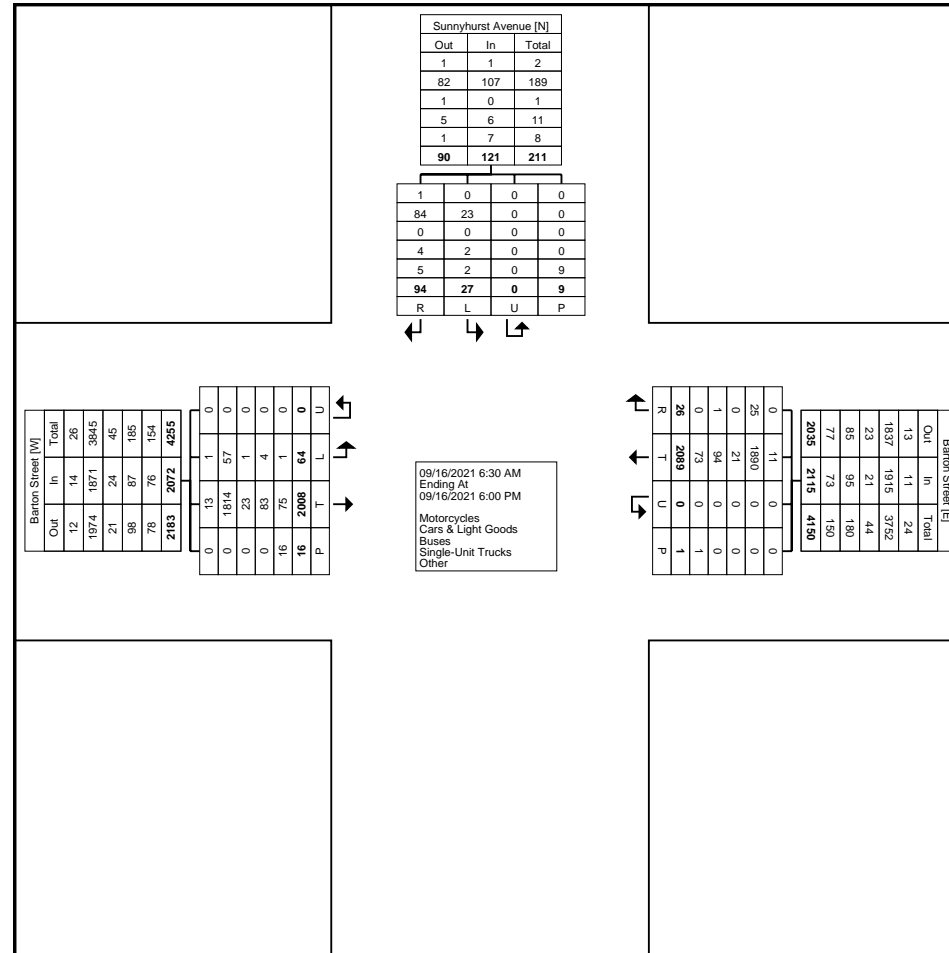 Sunnyhurst Avenue [N]
Out In Total
1 1 2
82 107 189
1 0 1
5 6 11
1 7 8
90 121 211
1 0 0 0
84 23 0 0
0 0 0 0
4 2 0 0
5 2 0 9
94 27 0 9
R L U P
Barton Street [W]
Total 26 3845 45 185 154 4255
In 14 1871 24 87 76 2072
Out 12 1974 21 98 78 2183
0 0 0 0 0 0 U
1 57 1 4 1 64 L
13 1814 23 83 75 2008 T
0 0 0 0 16 16 P
09/16/2021 6:30 AM
Ending At
09/16/2021 6:00 PM
Motorcycles
Cars & Light Goods
Buses
Single-Unit Trucks
Other
R 26 0 1 0 25 0
T 2089 73 94 21 1890 11
U 0 0 0 0 0 0
P 1 1 0 0 0 0
2035 77 85 23 1837 13 Out
2115 73 95 21 1915 11 In
4150 150 180 44 3752 24 Total
Barton Street [E]